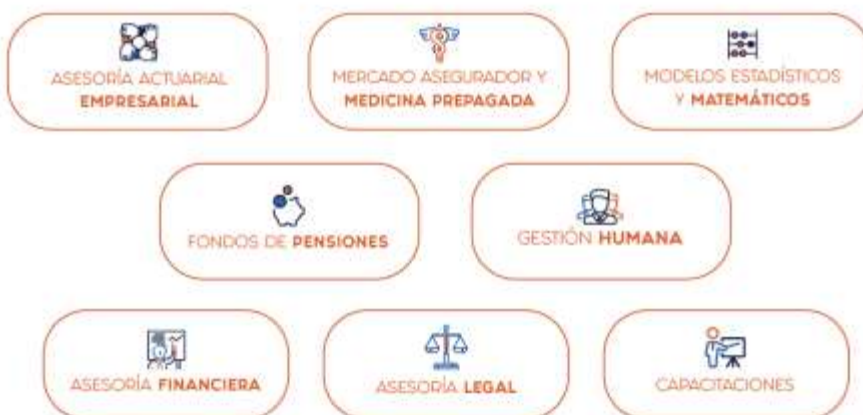 ASESORÍA ACTUARIAL
EMPRESARIAL
MERCADO ASEGURADOR Y
MEDICINA PREPAGADA
MODELOS ESTADÍSTICOS
Y MATEMÁTICOS
FONDOS DE PENSIONES
GESTIÓN HUMANA
ASESORÍA FINANCIERA
ASESORÍA LEGAL
CAPACITACIONES